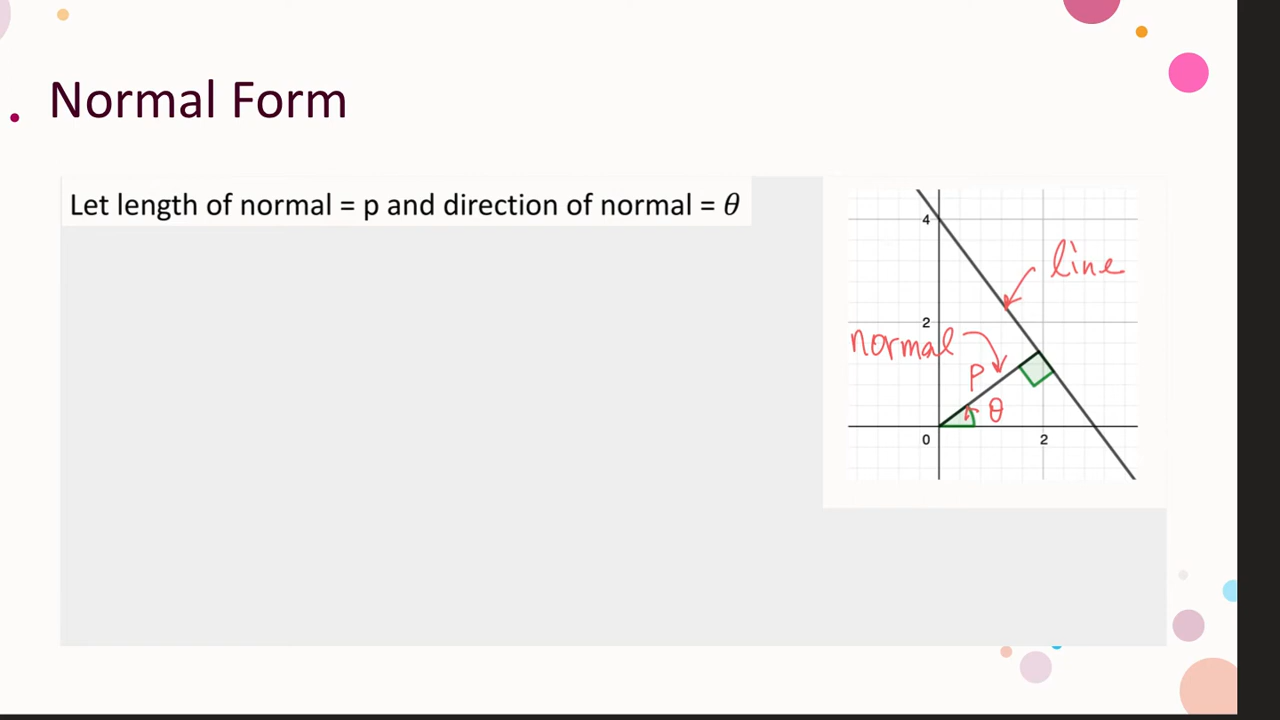 Normal Form
Let length of normal = p and direction of normal = θ
4
line
2
normal
p
θ
0
2